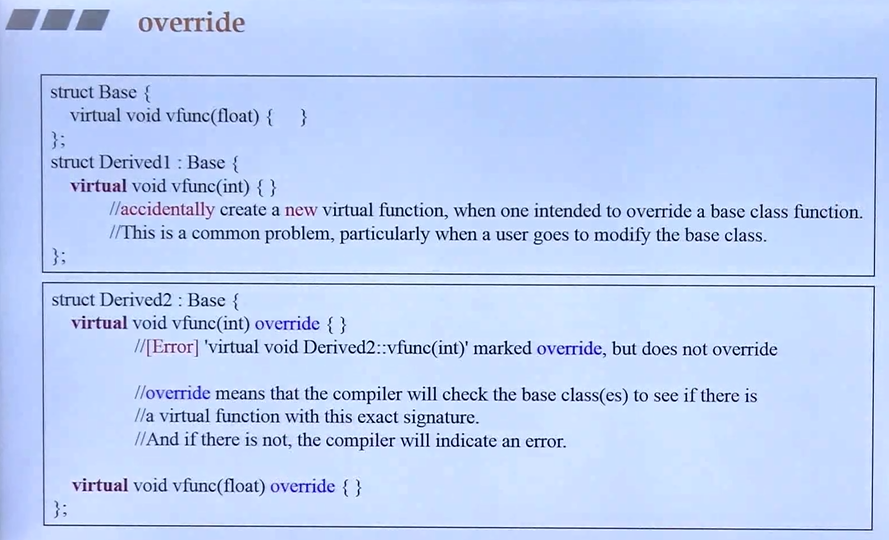 override
struct Base {
virtual void vfunc(float) { }
};
struct Derived1 : Base {
virtual void vfunc(int) { }
//accidentally create a new virtual function, when one intended to override a base class function.
//This is a common problem, particularly when a user goes to modify the base class.
};
struct Derived2 : Base {
virtual void vfunc(int) override { }
//[Error] 'virtual void Derived2::vfunc(int)' marked override, but does not override
//override means that the compiler will check the base class(es) to see if there is
//a virtual function with this exact signature.
//And if there is not, the compiler will indicate an error.
virtual void vfunc(float) override { }
};